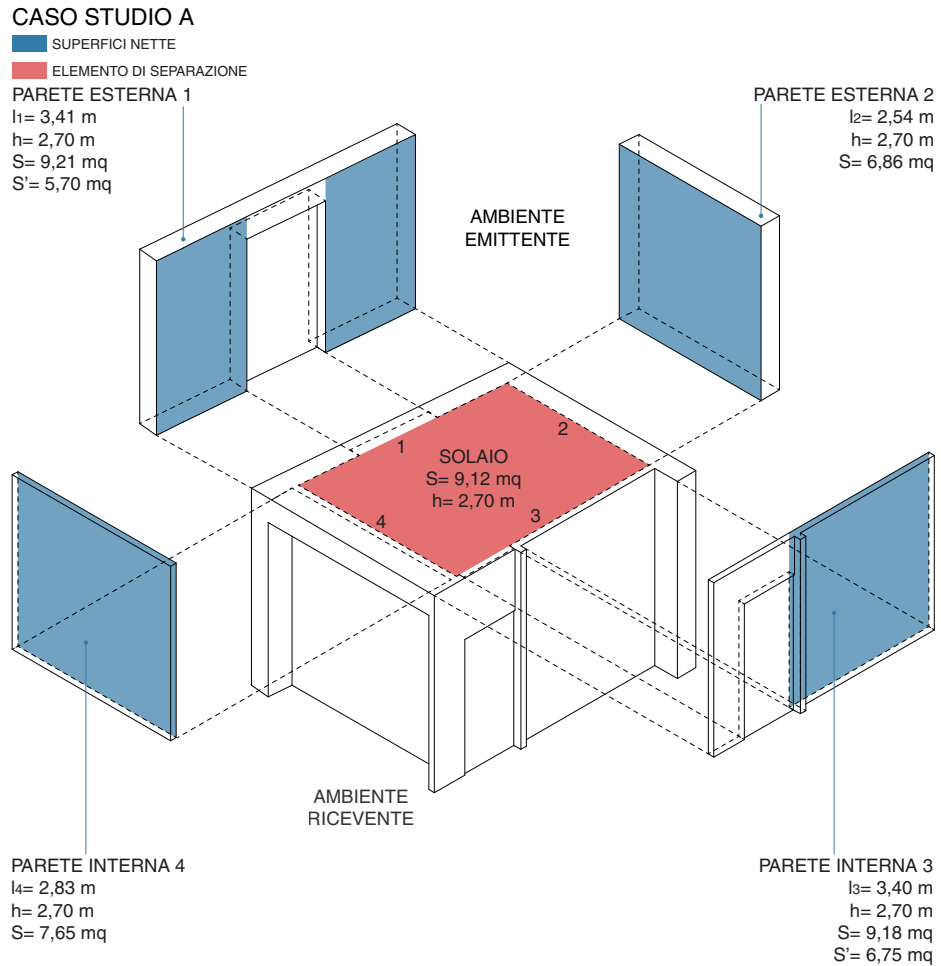 CASO STUDIO A
SUPERFICI NETTE
ELEMENTO DI SEPARAZIONE
PARETE ESTERNA 1
l1= 3,41 m
h= 2,70 m
S= 9,21 mq
S’= 5,70 mq
PARETE ESTERNA 2
l2= 2,54 m
h= 2,70 m
S= 6,86 mq
AMBIENTE
EMITTENTE
1
2
SOLAIO
S= 9,12 mq
h= 2,70 m
3
4
AMBIENTE
RICEVENTE
PARETE INTERNA 4
l4= 2,83 m
h= 2,70 m
S= 7,65 mq
PARETE INTERNA 3
l3= 3,40 m
h= 2,70 m
S= 9,18 mq
S’= 6,75 mq